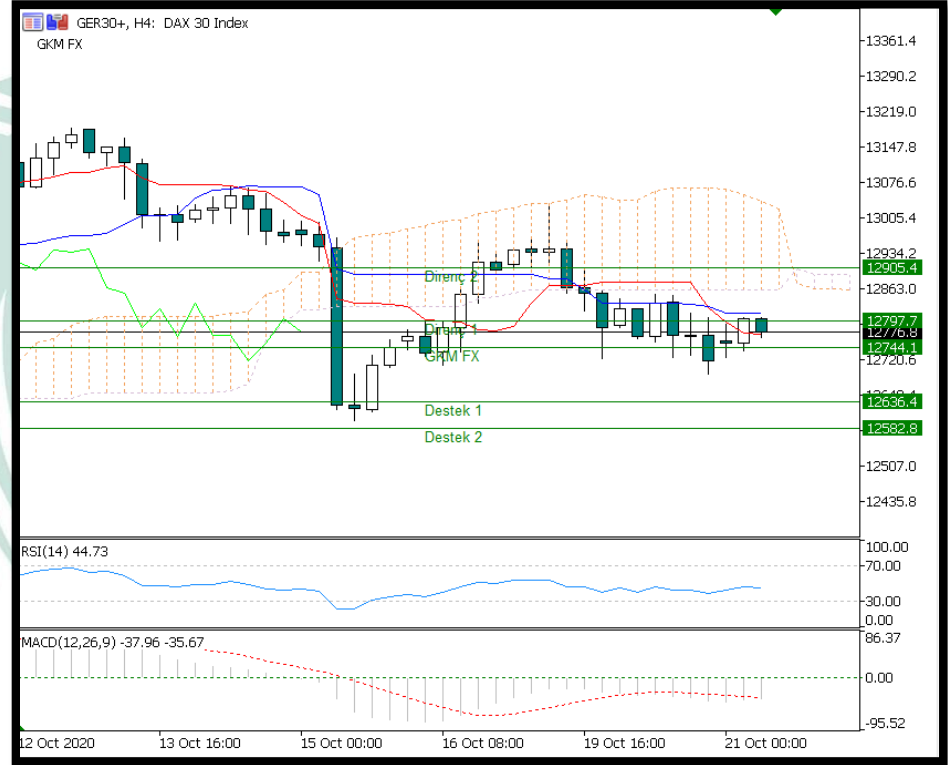 GER30+, H4: DAX 30 Index
GKM FX
13361.4
13290.2
13219.0
13147.8
13076.6
13005.4
12934.2
12905.4
Direnç 2
12863.0
12797.7
Direnç 1
12776.8
12744.1
GKM FX
12720.6
12636.4
Destek 1
12582.8
Destek 2
12507.0
12435.8
RSI(14) 44.73
100.00
70.00
30.00
0.00
MACD(12,26,9) -37.96 -35.67
86.37
0.00
-95.52
12 Oct 2020 13 Oct 16:00 15 Oct 00:00 16 Oct 08:00 19 Oct 16:00 21 Oct 00:00